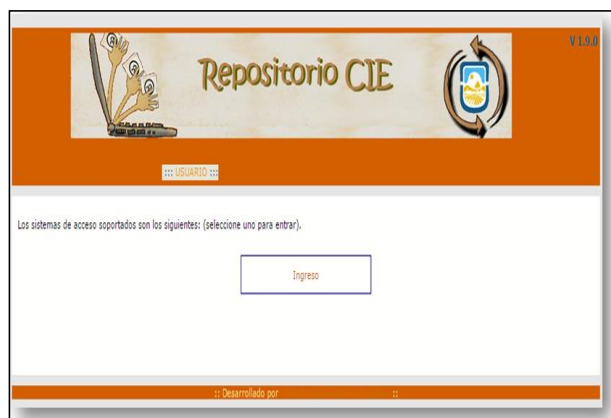 Repositorio CIE
V 1.9.0
::: USUARIO :::
Los sistemas de acceso soportados son los siguientes: (seleccione uno para entrar).
Ingreso
:: Desarrollado por ::